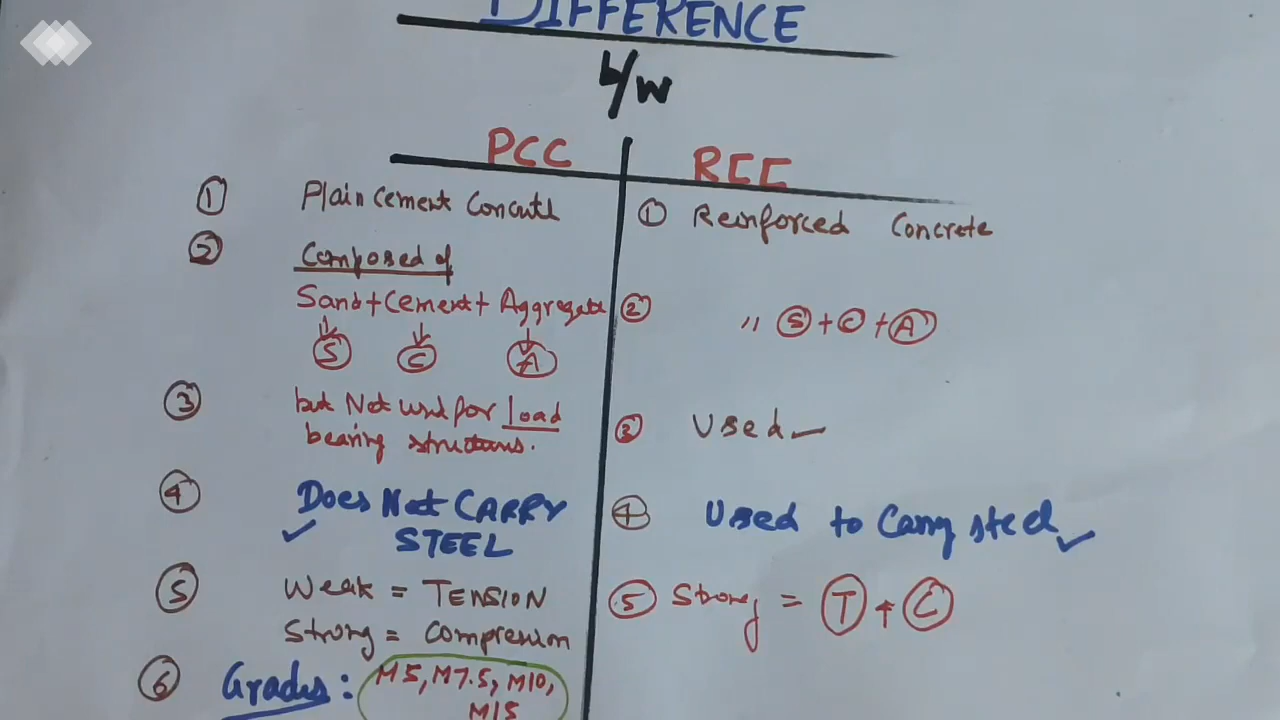 DIFFERENCE
b/w
PCC
RCC
① Plain cement Concrete
② Composed of
Sand+Cement+ Aggregate
S C A
③ but Not used for Load
bearing structures.
④ Does Not CARRY
STEEL
⑤ Weak = TENSION
Strong = Compression
⑥ Grades: M5, M7.5, M10,
M15
① Reinforced Concrete
② " S + C + A
③ Used
④ Used to Carry steel
⑤ Strong = T + C